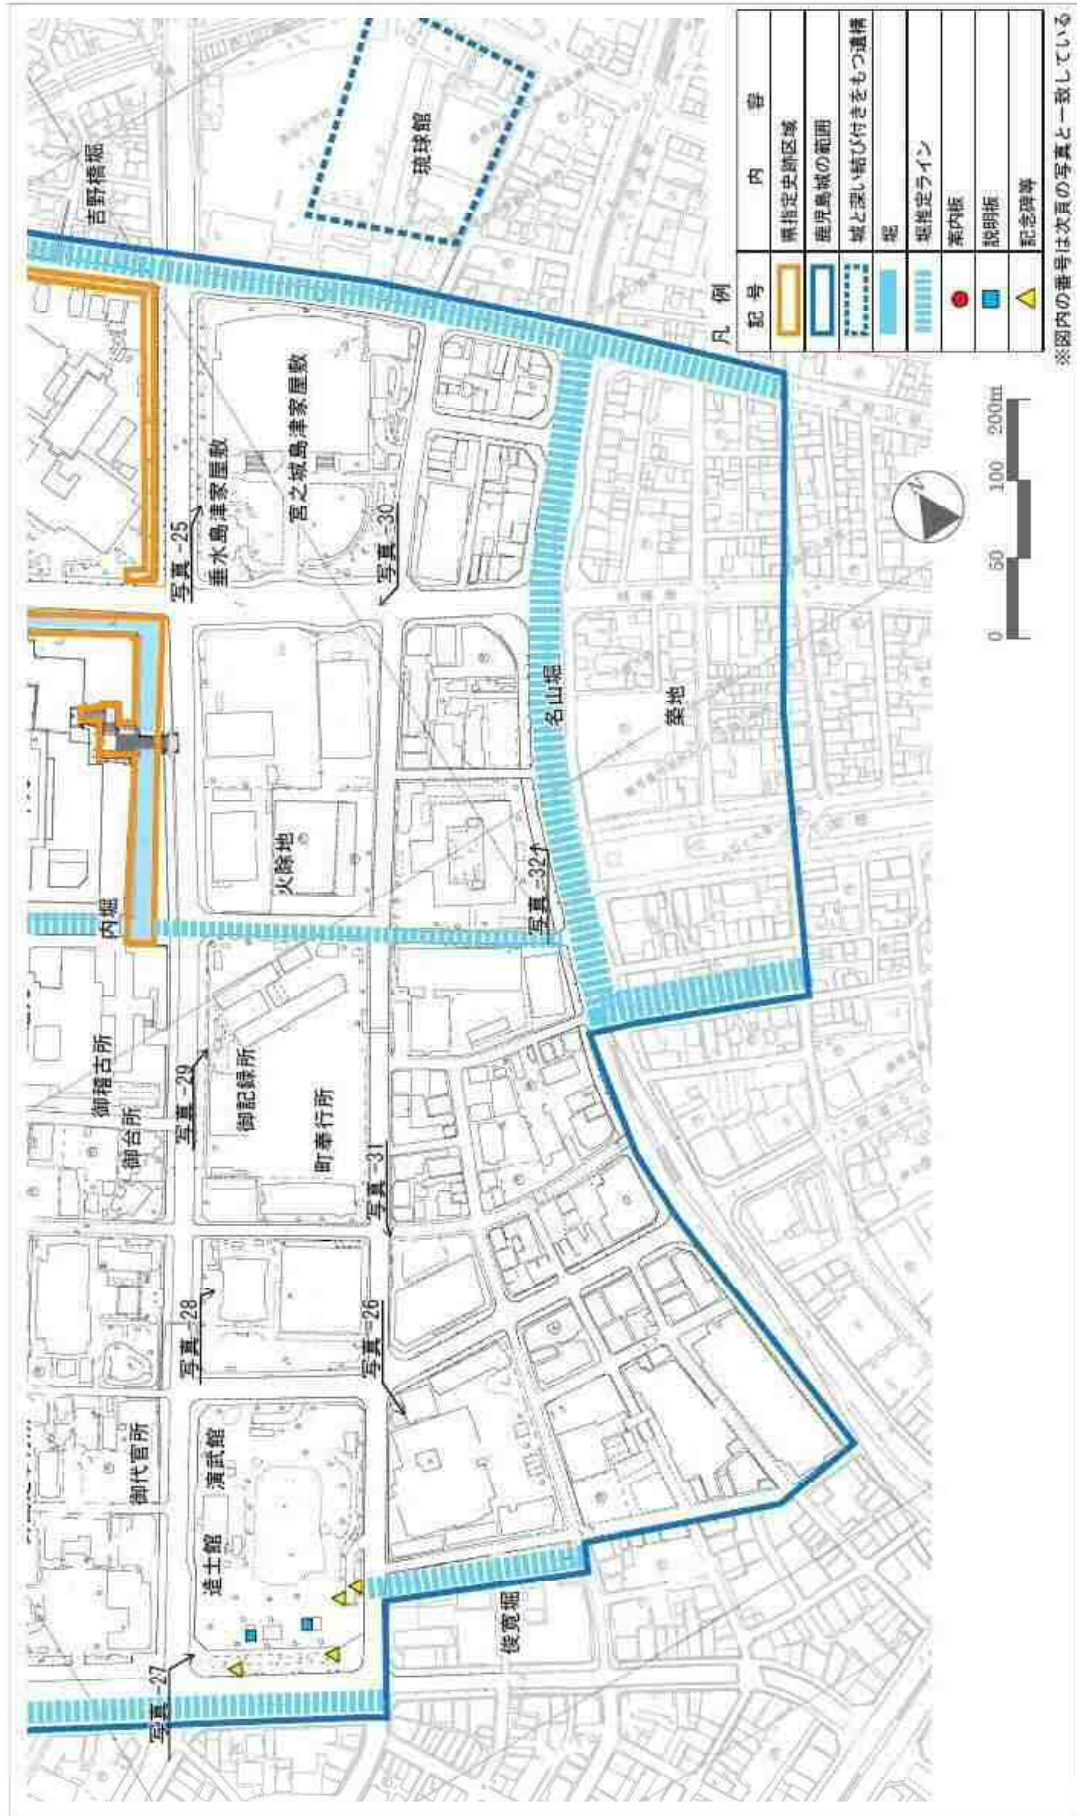 吉野橋堀
琉球館
写真-25
垂水島津家屋敷
宮之城島津家屋敷
写真-30
内堀
火除地
写真-32
名山堀
築地
御稽古所
御台所
写真-29
御記録所
町奉行所
写真-31
写真-28
写真-26
御代官所
演武館
造士館
写真-27
俊寛堀
凡例
記号 内容
県指定史跡区域
鹿児島城の範囲
城と深い結び付きをもつ遺構
堀
堀推定ライン
案内板
説明板
記念碑等
※図内の番号は次頁の写真と一致している
N
0 50 100 200m